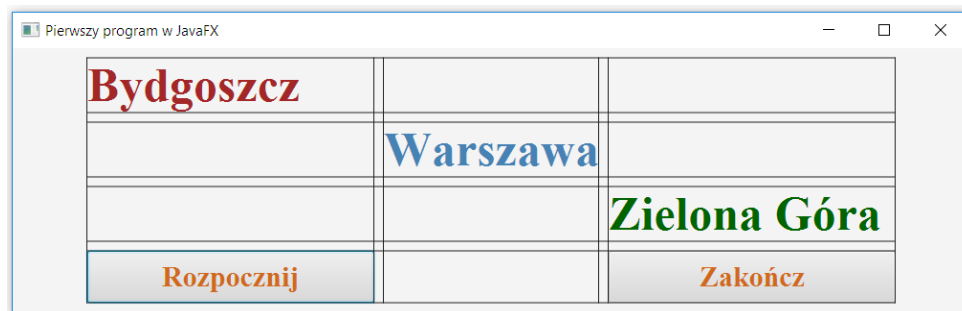 Pierwszy program w JavaFX
Bydgoszcz
Warszawa
Zielona Góra
Rozpocznij
Zakończ